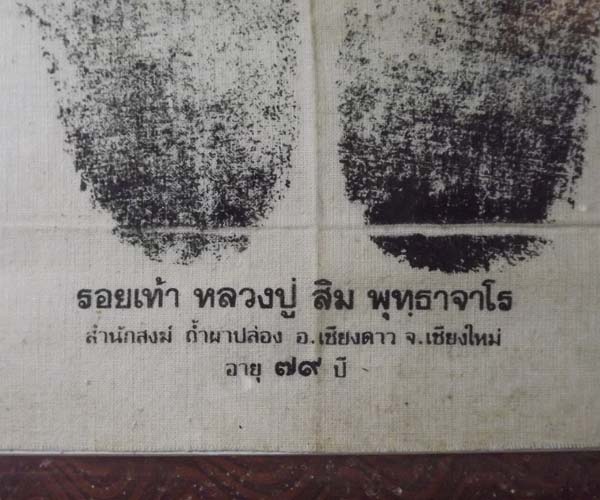 รอยเท้า หลวงปู่ สิม พุทฺธาจาโร
สำนักสงฆ์ ถ้ำผาปล่อง อ.เชียงดาว จ.เชียงใหม่
อายุ ๗๙ ปี